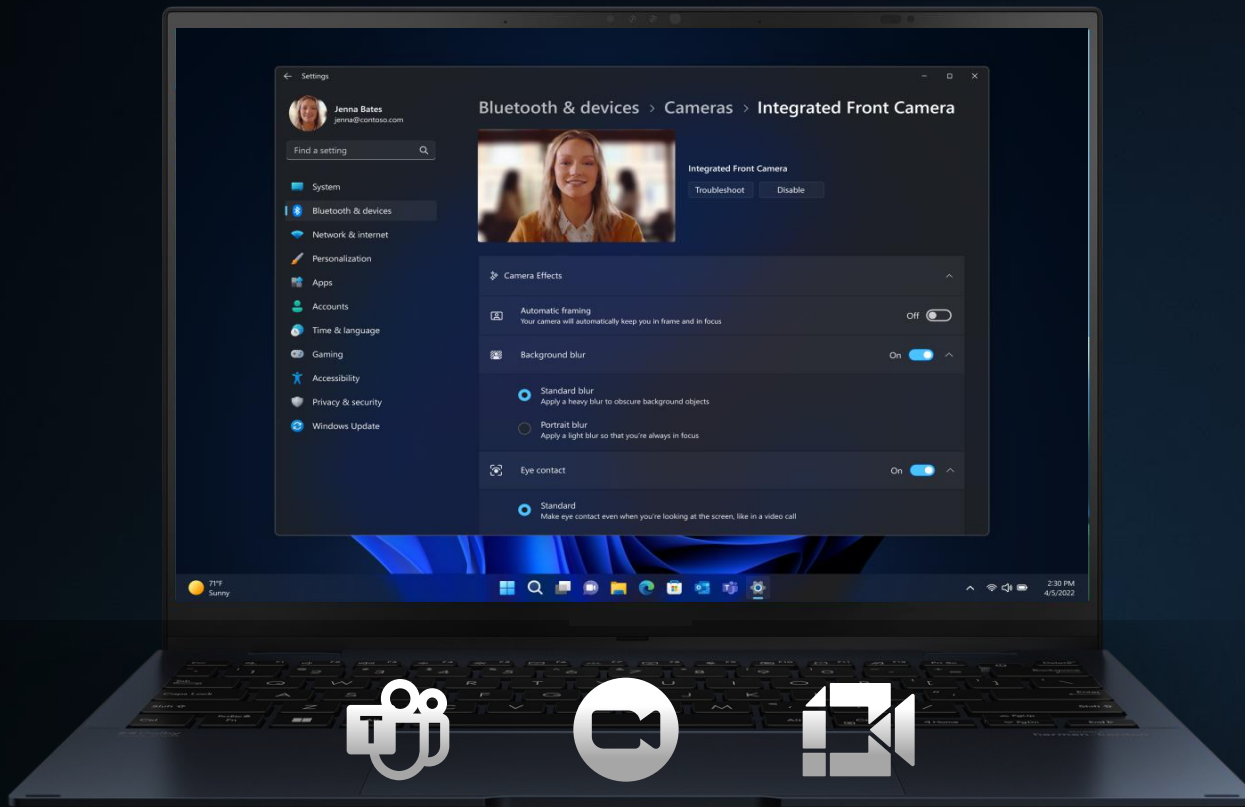 Settings
Jenna Bates
jenna@contoso.com
Find a setting
System
Bluetooth & devices
Network & internet
Personalization
Apps
Accounts
Time & language
Gaming
Accessibility
Privacy & security
Windows Update
Bluetooth & devices > Cameras > Integrated Front Camera
Integrated Front Camera
Troubleshoot Disable
Camera Effects
Automatic framing
Your camera will automatically keep you in frame and in focus
Off
Background blur
On
Standard blur
Apply a heavy blur to obscure background objects
Portrait blur
Apply a light blur so that you're always in focus
Eye contact
On
Standard
Make eye contact even when you're looking at the screen, like in a video call
71°F
Sunny
2:30 PM
4/5/2022
T